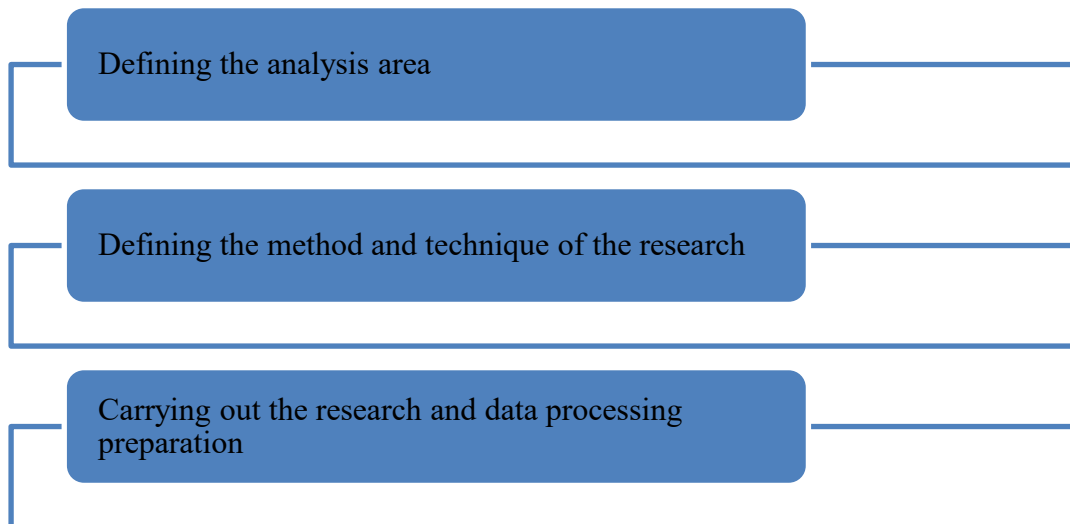 Defining the analysis area
Defining the method and technique of the research
Carrying out the research and data processing
preparation